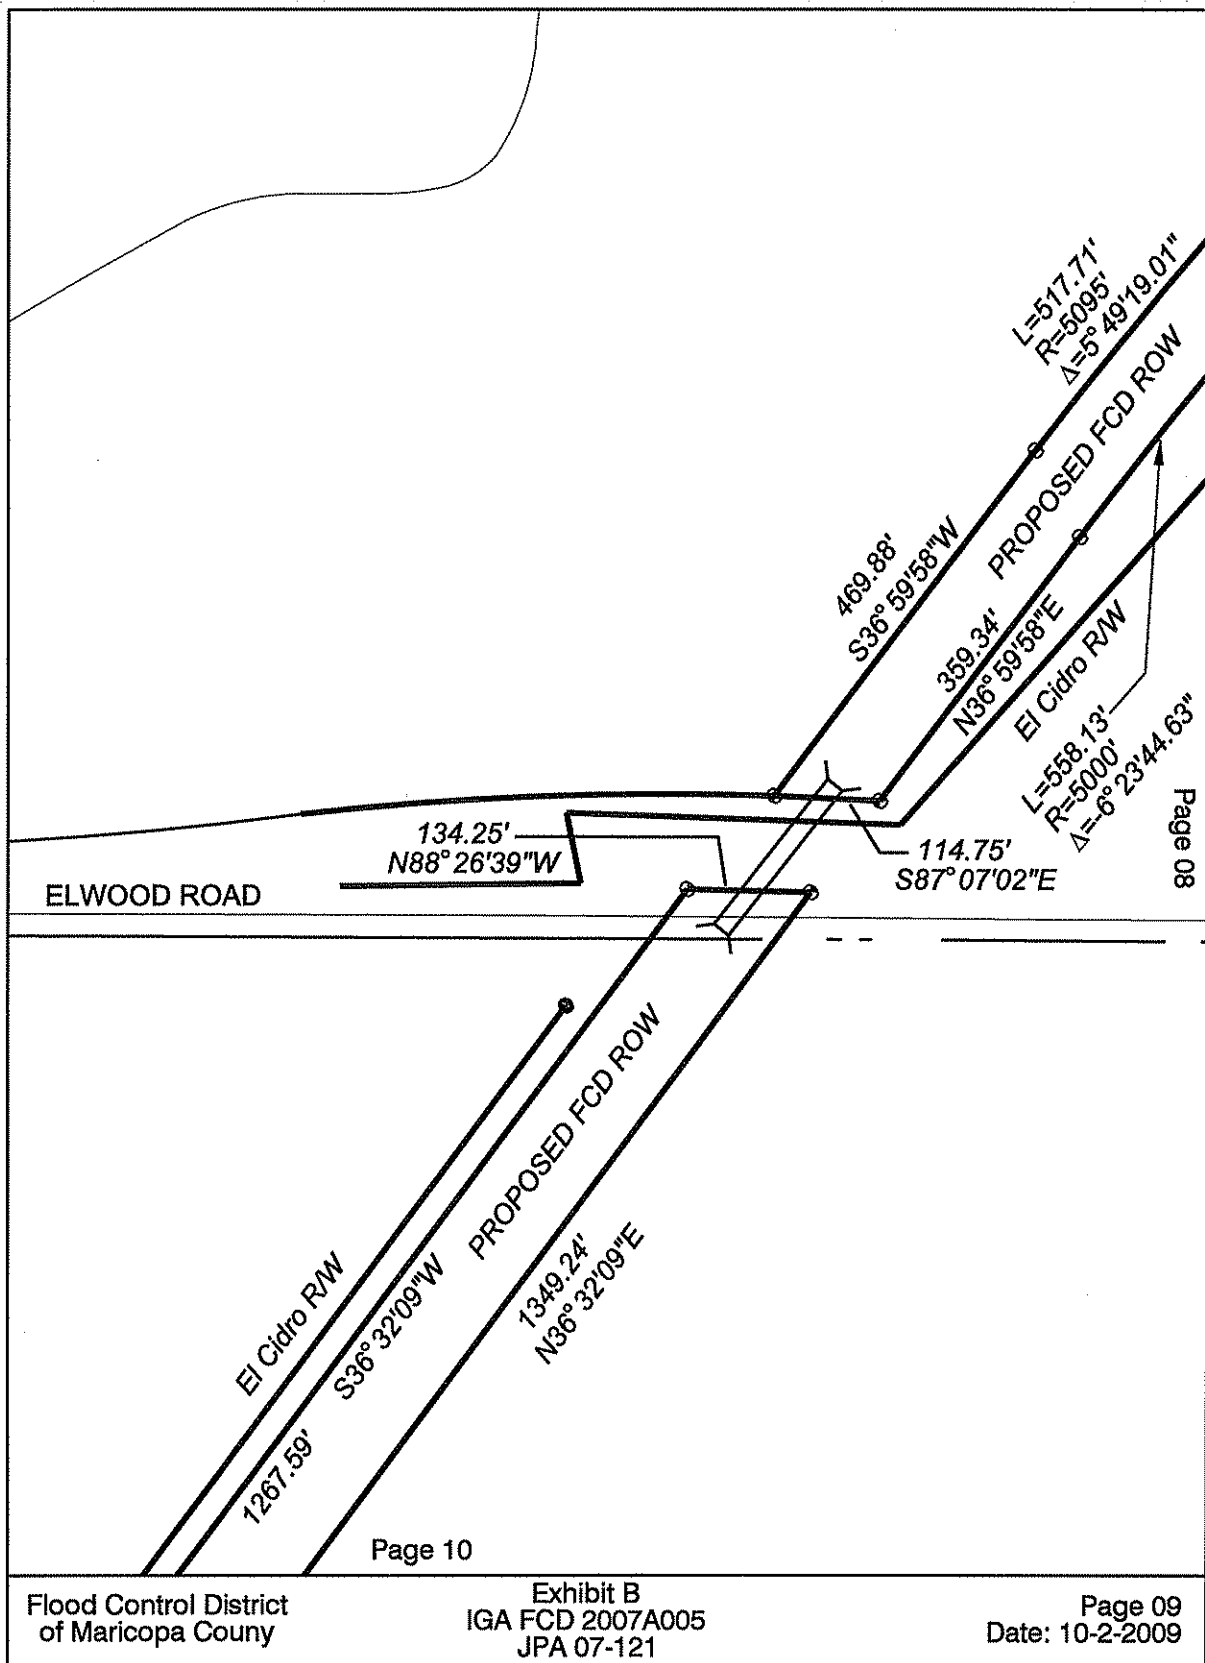 L=517.71'
R=5095'
Δ=5°49'19.01"
PROPOSED FCD ROW
469.88'
S36°59'58"W
359.34'
N36°59'58"E
El Cidro R/W
L=558.13'
R=5000'
Δ=-6°23'44.63"
Page 08
134.25'
N88°26'39"W
114.75'
S87°07'02"E
ELWOOD ROAD
PROPOSED FCD ROW
El Cidro R/W
S36°32'09"W
1267.59'
1349.24'
N36°32'09"E
Page 10
Flood Control District
of Maricopa Couny
Exhibit B
IGA FCD 2007A005
JPA 07-121
Page 09
Date: 10-2-2009